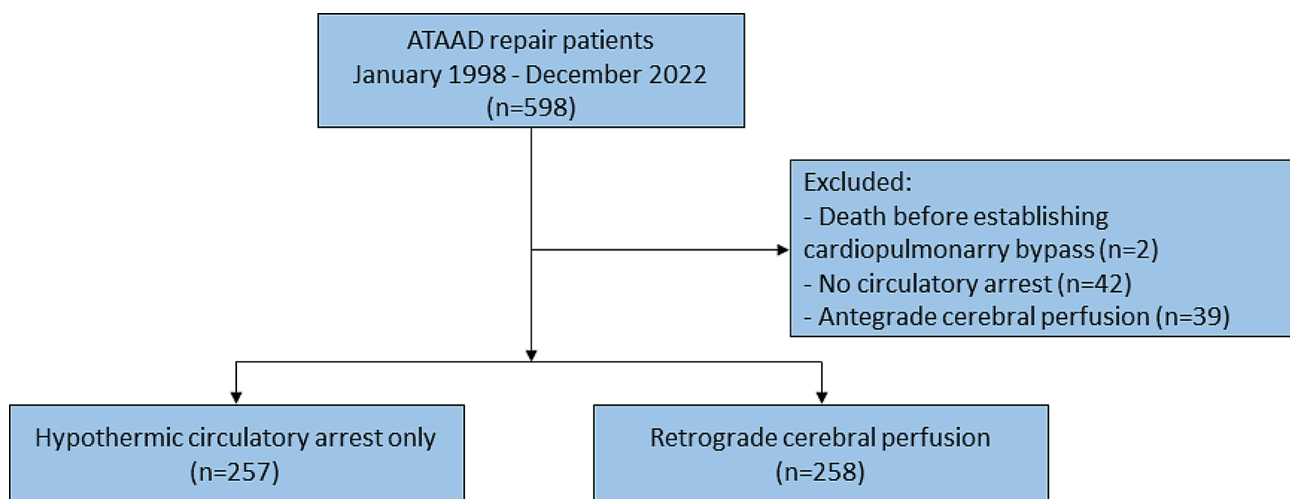 ATAAD repair patients
January 1998 - December 2022
(n=598)
Excluded:
- Death before establishing
cardiopulmonarry bypass (n=2)
- No circulatory arrest (n=42)
- Antegrade cerebral perfusion (n=39)
Hypothermic circulatory arrest only
(n=257)
Retrograde cerebral perfusion
(n=258)